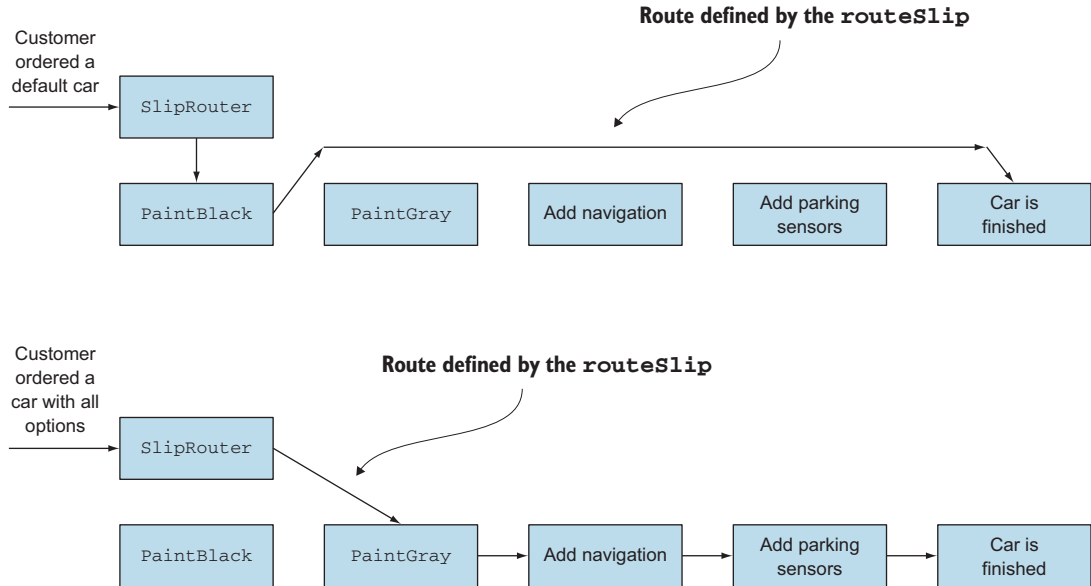 Route defined by the routeSlip
Customer
ordered a
default car
SlipRouter
PaintBlack
PaintGray
Add navigation
Add parking
sensors
Car is
finished
Customer
ordered a
car with all
options
Route defined by the routeSlip
SlipRouter
PaintBlack
PaintGray
Add navigation
Add parking
sensors
Car is
finished